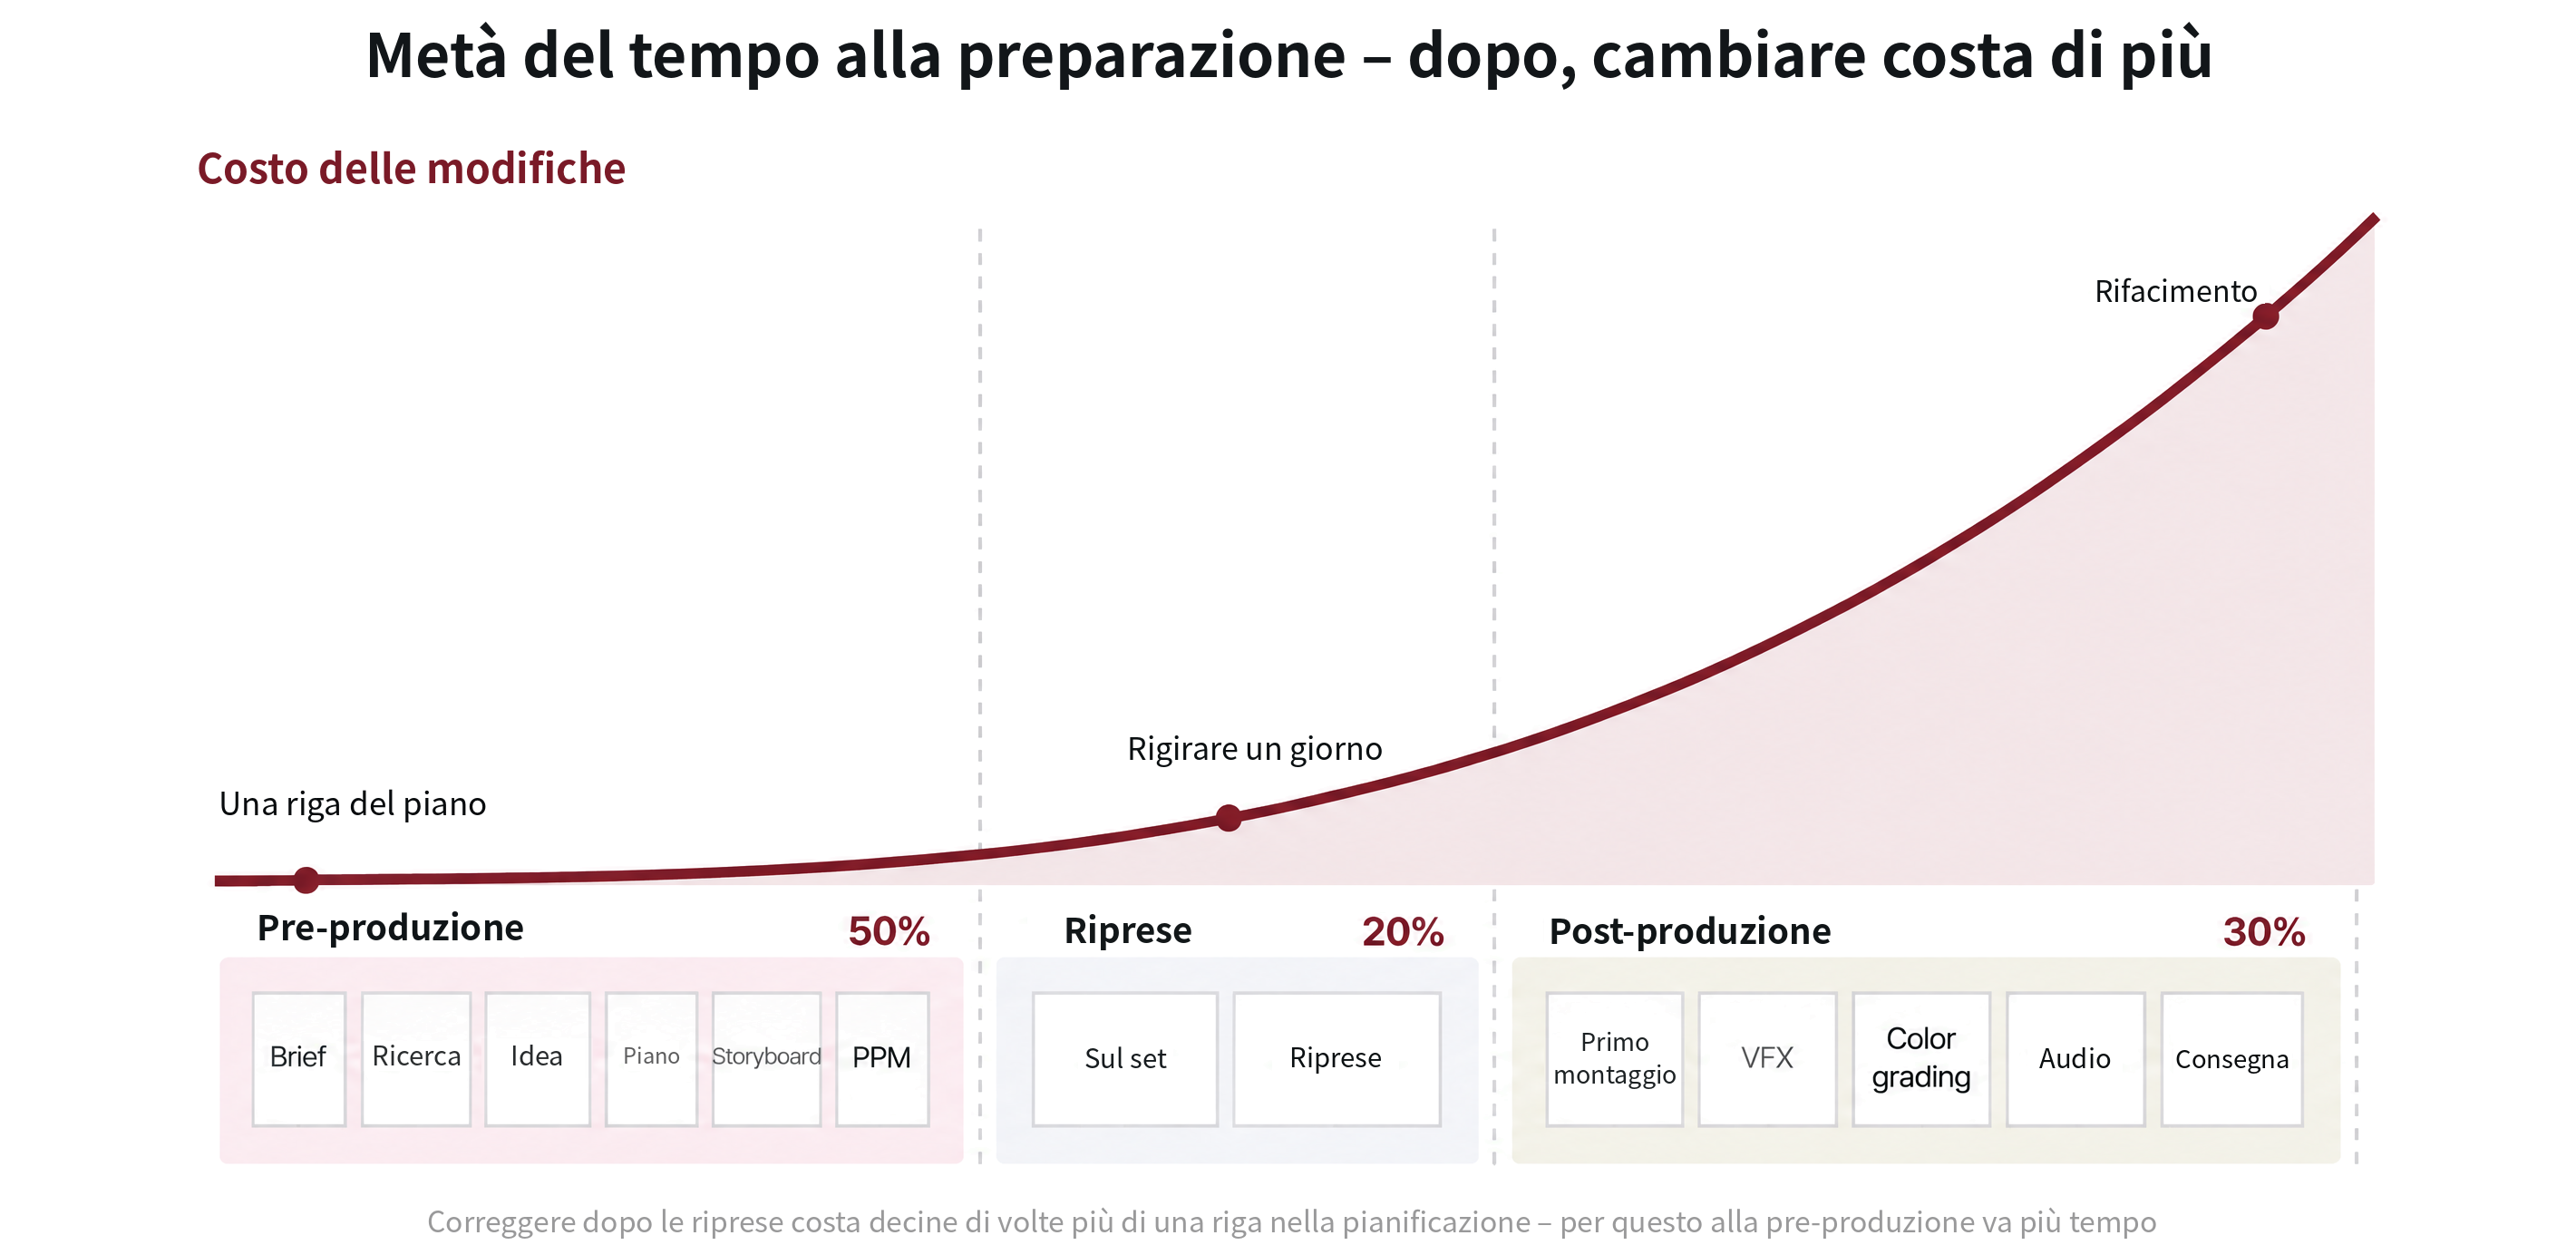 Metà del tempo alla preparazione – dopo, cambiare costa di più
Costo delle modifiche
Rifacimento
Rigirare un giorno
Una riga del piano
Pre-produzione 50%
Riprese 20%
Post-produzione 30%
Brief
Ricerca
Idea
Piano
Storyboard
PPM
Sul set
Riprese
Primo
montaggio
VFX
Color
grading
Audio
Consegna
Correggere dopo le riprese costa decine di volte più di una riga nella pianificazione – per questo alla pre-produzione va più tempo